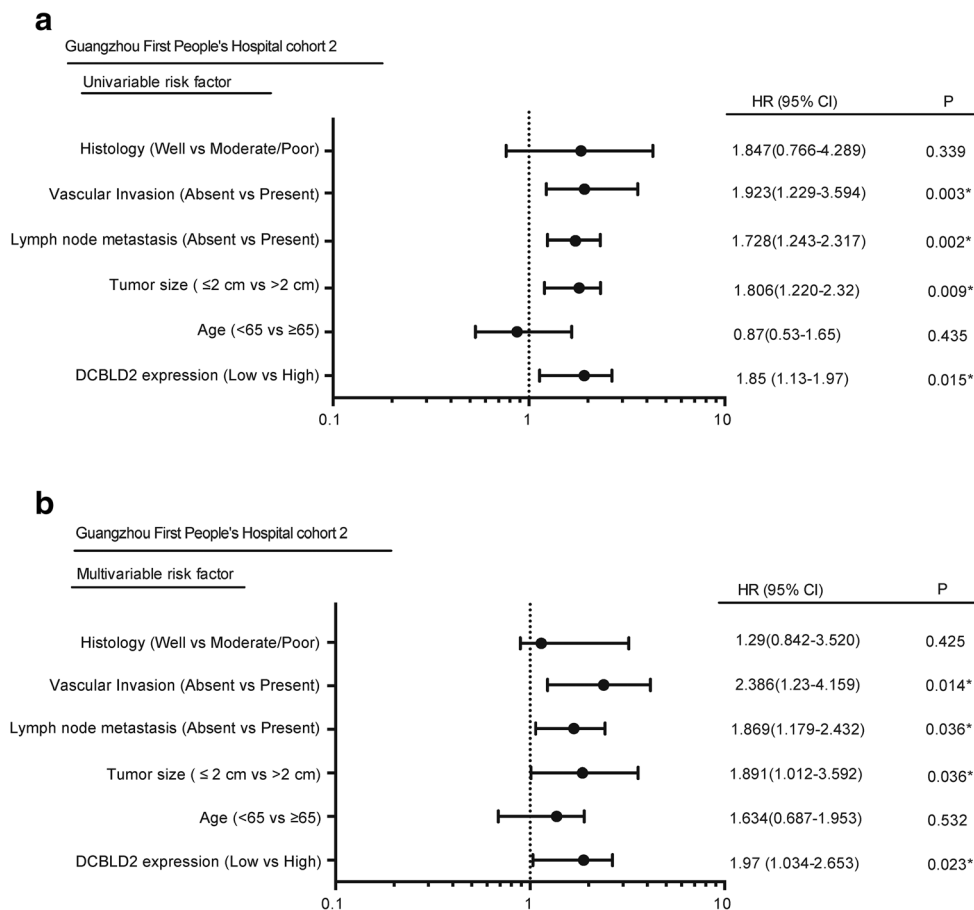 a
Guangzhou First People's Hospital cohort 2
Univariable risk factor
HR (95% CI) P
Histology (Well vs Moderate/Poor) 1.847(0.766-4.289) 0.339
Vascular Invasion (Absent vs Present) 1.923(1.229-3.594) 0.003*
Lymph node metastasis (Absent vs Present) 1.728(1.243-2.317) 0.002*
Tumor size ( ≤2 cm vs >2 cm) 1.806(1.220-2.32) 0.009*
Age (<65 vs ≥65) 0.87(0.53-1.65) 0.435
DCBLD2 expression (Low vs High) 1.85 (1.13-1.97) 0.015*
0.1 1 10
b
Guangzhou First People's Hospital cohort 2
Multivariable risk factor
HR (95% CI) P
Histology (Well vs Moderate/Poor) 1.29(0.842-3.520) 0.425
Vascular Invasion (Absent vs Present) 2.386(1.23-4.159) 0.014*
Lymph node metastasis (Absent vs Present) 1.869(1.179-2.432) 0.036*
Tumor size ( ≤ 2 cm vs >2 cm) 1.891(1.012-3.592) 0.036*
Age (<65 vs ≥65) 1.634(0.687-1.953) 0.532
DCBLD2 expression (Low vs High) 1.97 (1.034-2.653) 0.023*
0.1 1 10